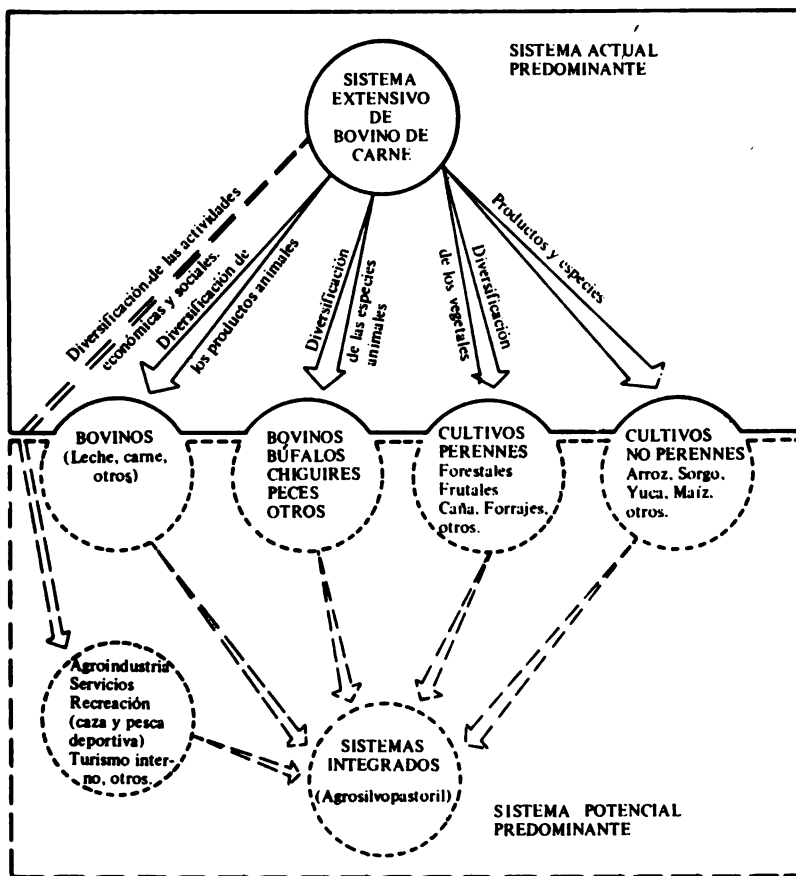 SISTEMA ACTUAL
PREDOMINANTE
SISTEMA
EXTENSIVO
DE
BOVINO DE
CARNE
Diversificación de las actividades
económicas y sociales.
Diversificación de
los productos animales
Diversificación
de las especies
animales
Diversificación
de los vegetales
Productos y especies
BOVINOS
(Leche, carne,
otros)
BOVINOS
BÚFALOS
CHIGUIRES
PECES
OTROS
CULTIVOS
PERENNES
Forestales
Frutales
Caña, Forrajes,
otros.
CULTIVOS
NO PERENNES
Arroz, Sorgo,
Yuca, Maíz,
otros.
Agroindustria
Servicios
Recreación
(caza y pesca
deportiva)
Turismo inter-
no, otros.
SISTEMAS
INTEGRADOS
(Agrosilvopastoril)
SISTEMA POTENCIAL
PREDOMINANTE